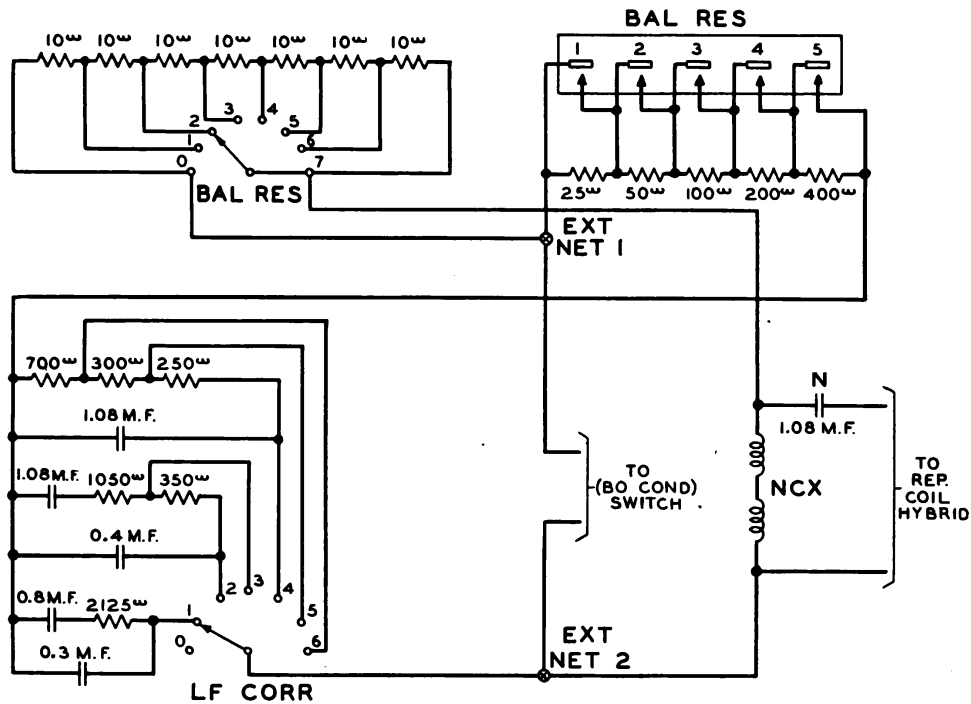 BAL RES
10ω 10ω 10ω 10ω 10ω 10ω 10ω
1 2 3 4 5
3 4
2 5
1 6
0 7
BAL RES
25ω 50ω 100ω 200ω 400ω
EXT
NET 1
700ω 300ω 250ω
N
1.08 M.F.
1.08 M.F.
1.08M.F. 1050ω 350ω
TO
(BO COND)
SWITCH
NCX
TO
REP.
COIL
HYBRID
0.4 M.F.
2 3 4
0.8M.F. 2125ω 1 5
0 6
0.3 M.F.
EXT
NET 2
LF CORR